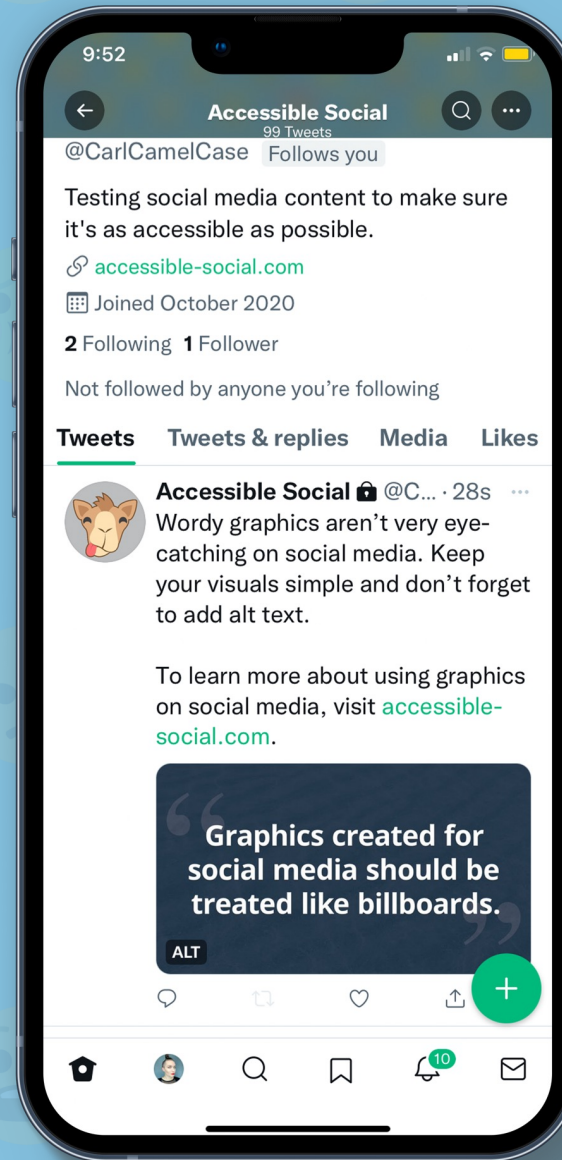 9:52
Accessible Social
99 Tweets
@CarlCamelCase Follows you
Testing social media content to make sure
it's as accessible as possible.
accessible-social.com
Joined October 2020
2 Following 1 Follower
Not followed by anyone you’re following
Tweets Tweets & replies Media Likes
Accessible Social @C... · 28s
Wordy graphics aren’t very eye-
catching on social media. Keep
your visuals simple and don’t forget
to add alt text.
To learn more about using graphics
on social media, visit accessible-
social.com.
“Graphics created for
social media should be
treated like billboards.”
ALT
10